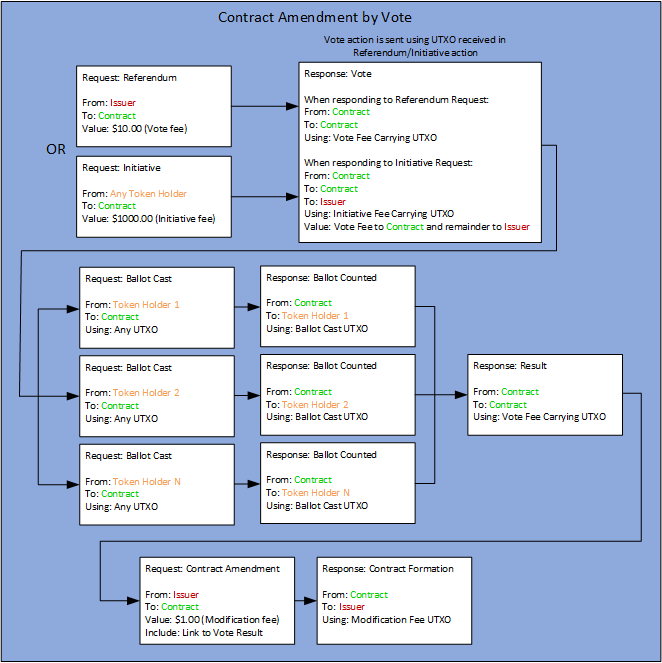 Contract Amendment by Vote
Vote action is sent using UTXO received in
Referendum/Initiative action
Request: Referendum
From: Issuer
To: Contract
Value: $10.00 (Vote fee)
OR
Request: Initiative
From: Any Token Holder
To: Contract
Value: $1000.00 (Initiative fee)
Response: Vote
When responding to Referendum Request:
From: Contract
To: Contract
Using: Vote Fee Carrying UTXO
When responding to Initiative Request:
From: Contract
To: Contract
To: Issuer
Using: Initiative Fee Carrying UTXO
Value: Vote Fee to Contract and remainder to Issuer
Request: Ballot Cast
From: Token Holder 1
To: Contract
Using: Any UTXO
Response: Ballot Counted
From: Contract
To: Token Holder 1
Using: Ballot Cast UTXO
Request: Ballot Cast
From: Token Holder 2
To: Contract
Using: Any UTXO
Response: Ballot Counted
From: Contract
To: Token Holder 2
Using: Ballot Cast UTXO
Response: Result
From: Contract
To: Contract
Using: Vote Fee Carrying UTXO
Request: Ballot Cast
From: Token Holder N
To: Contract
Using: Any UTXO
Response: Ballot Counted
From: Contract
To: Token Holder N
Using: Ballot Cast UTXO
Request: Contract Amendment
From: Issuer
To: Contract
Value: $1.00 (Modification fee)
Include: Link to Vote Result
Response: Contract Formation
From: Contract
To: Issuer
Using: Modification Fee UTXO